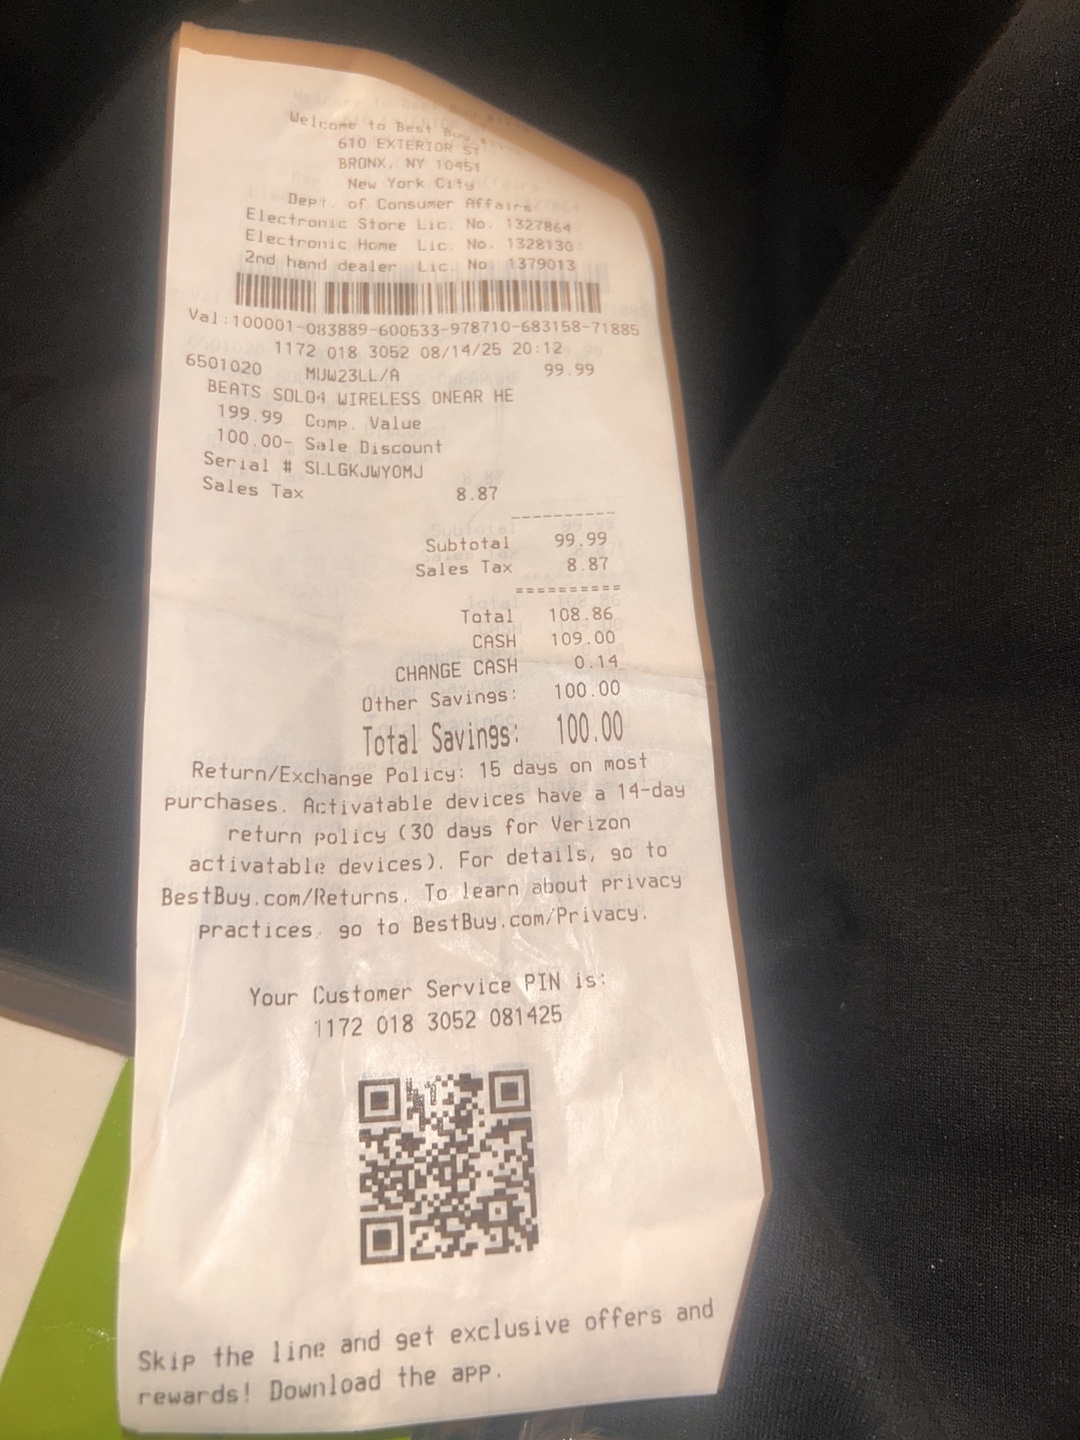 Welcome to Best Buy
610 EXTERIOR ST
BRONX, NY 10451
New York City
Dept. of Consumer Affairs
Electronic Store Lic. No. 1327864
Electronic Home Lic. No. 1328130
2nd hand dealer Lic. No. 1379013
Val:100001-083889-600533-978710-683158-71885
1172 018 3052 08/14/25 20:12
6501020 MUW23LL/A 99.99
BEATS SOLO4 WIRELESS ONEAR HE
199.99 Comp. Value
100.00- Sale Discount
Serial # SLLGKJWYOMJ
Sales Tax 8.87
----------
Subtotal 99.99
Sales Tax 8.87
==========
Total 108.86
CASH 109.00
CHANGE CASH 0.14
Other Savings: 100.00
Total Savings: 100.00
Return/Exchange Policy: 15 days on most
purchases. Activatable devices have a 14-day
return policy (30 days for Verizon
activatable devices). For details, go to
BestBuy.com/Returns. To learn about privacy
practices, go to BestBuy.com/Privacy.
Your Customer Service PIN is:
1172 018 3052 081425
Skip the line and get exclusive offers and
rewards! Download the app.